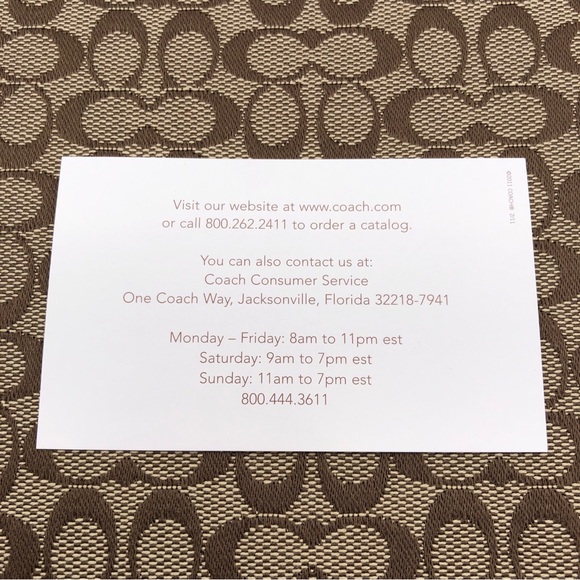 Visit our website at www.coach.com
or call 800.262.2411 to order a catalog.
You can also contact us at:
Coach Consumer Service
One Coach Way, Jacksonville, Florida 32218-7941
Monday – Friday: 8am to 11pm est
Saturday: 9am to 7pm est
Sunday: 11am to 7pm est
800.444.3611